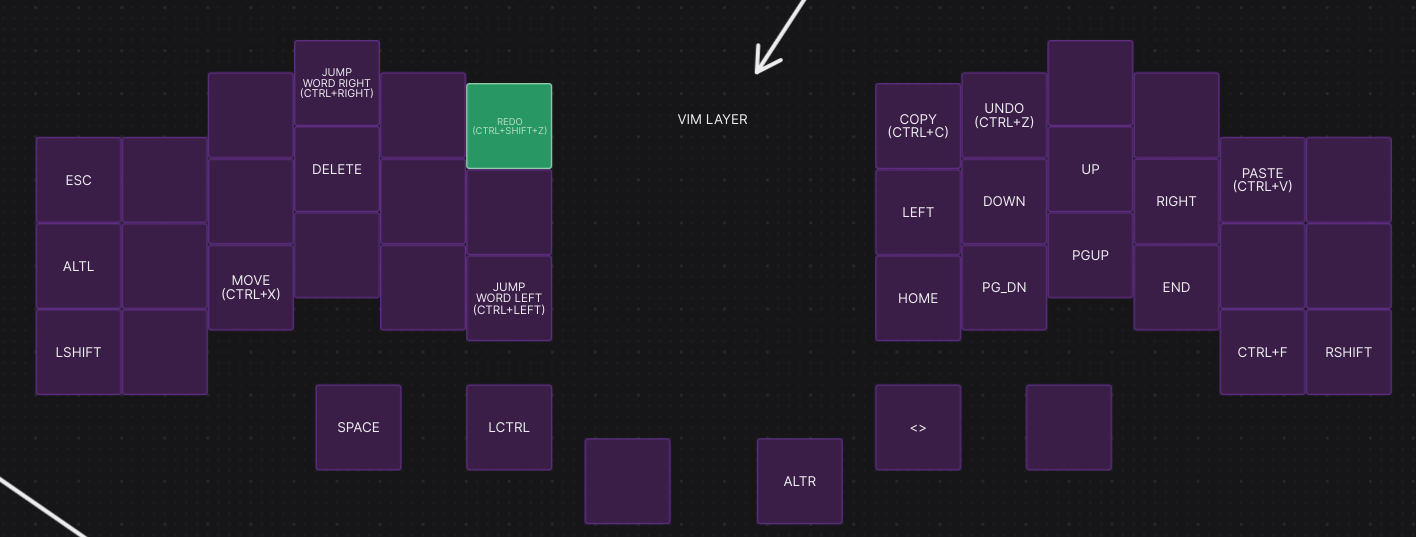 JUMP
WORD RIGHT
(CTRL+RIGHT)
REDO
(CTRL+SHIFT+Z)
ESC
DELETE
ALTL
MOVE
(CTRL+X)
JUMP
WORD LEFT
(CTRL+LEFT)
LSHIFT
SPACE
LCTRL
VIM LAYER
COPY
(CTRL+C)
UNDO
(CTRL+Z)
UP
PASTE
(CTRL+V)
LEFT
DOWN
RIGHT
HOME
PG_DN
PGUP
END
CTRL+F
RSHIFT
<>
ALTR